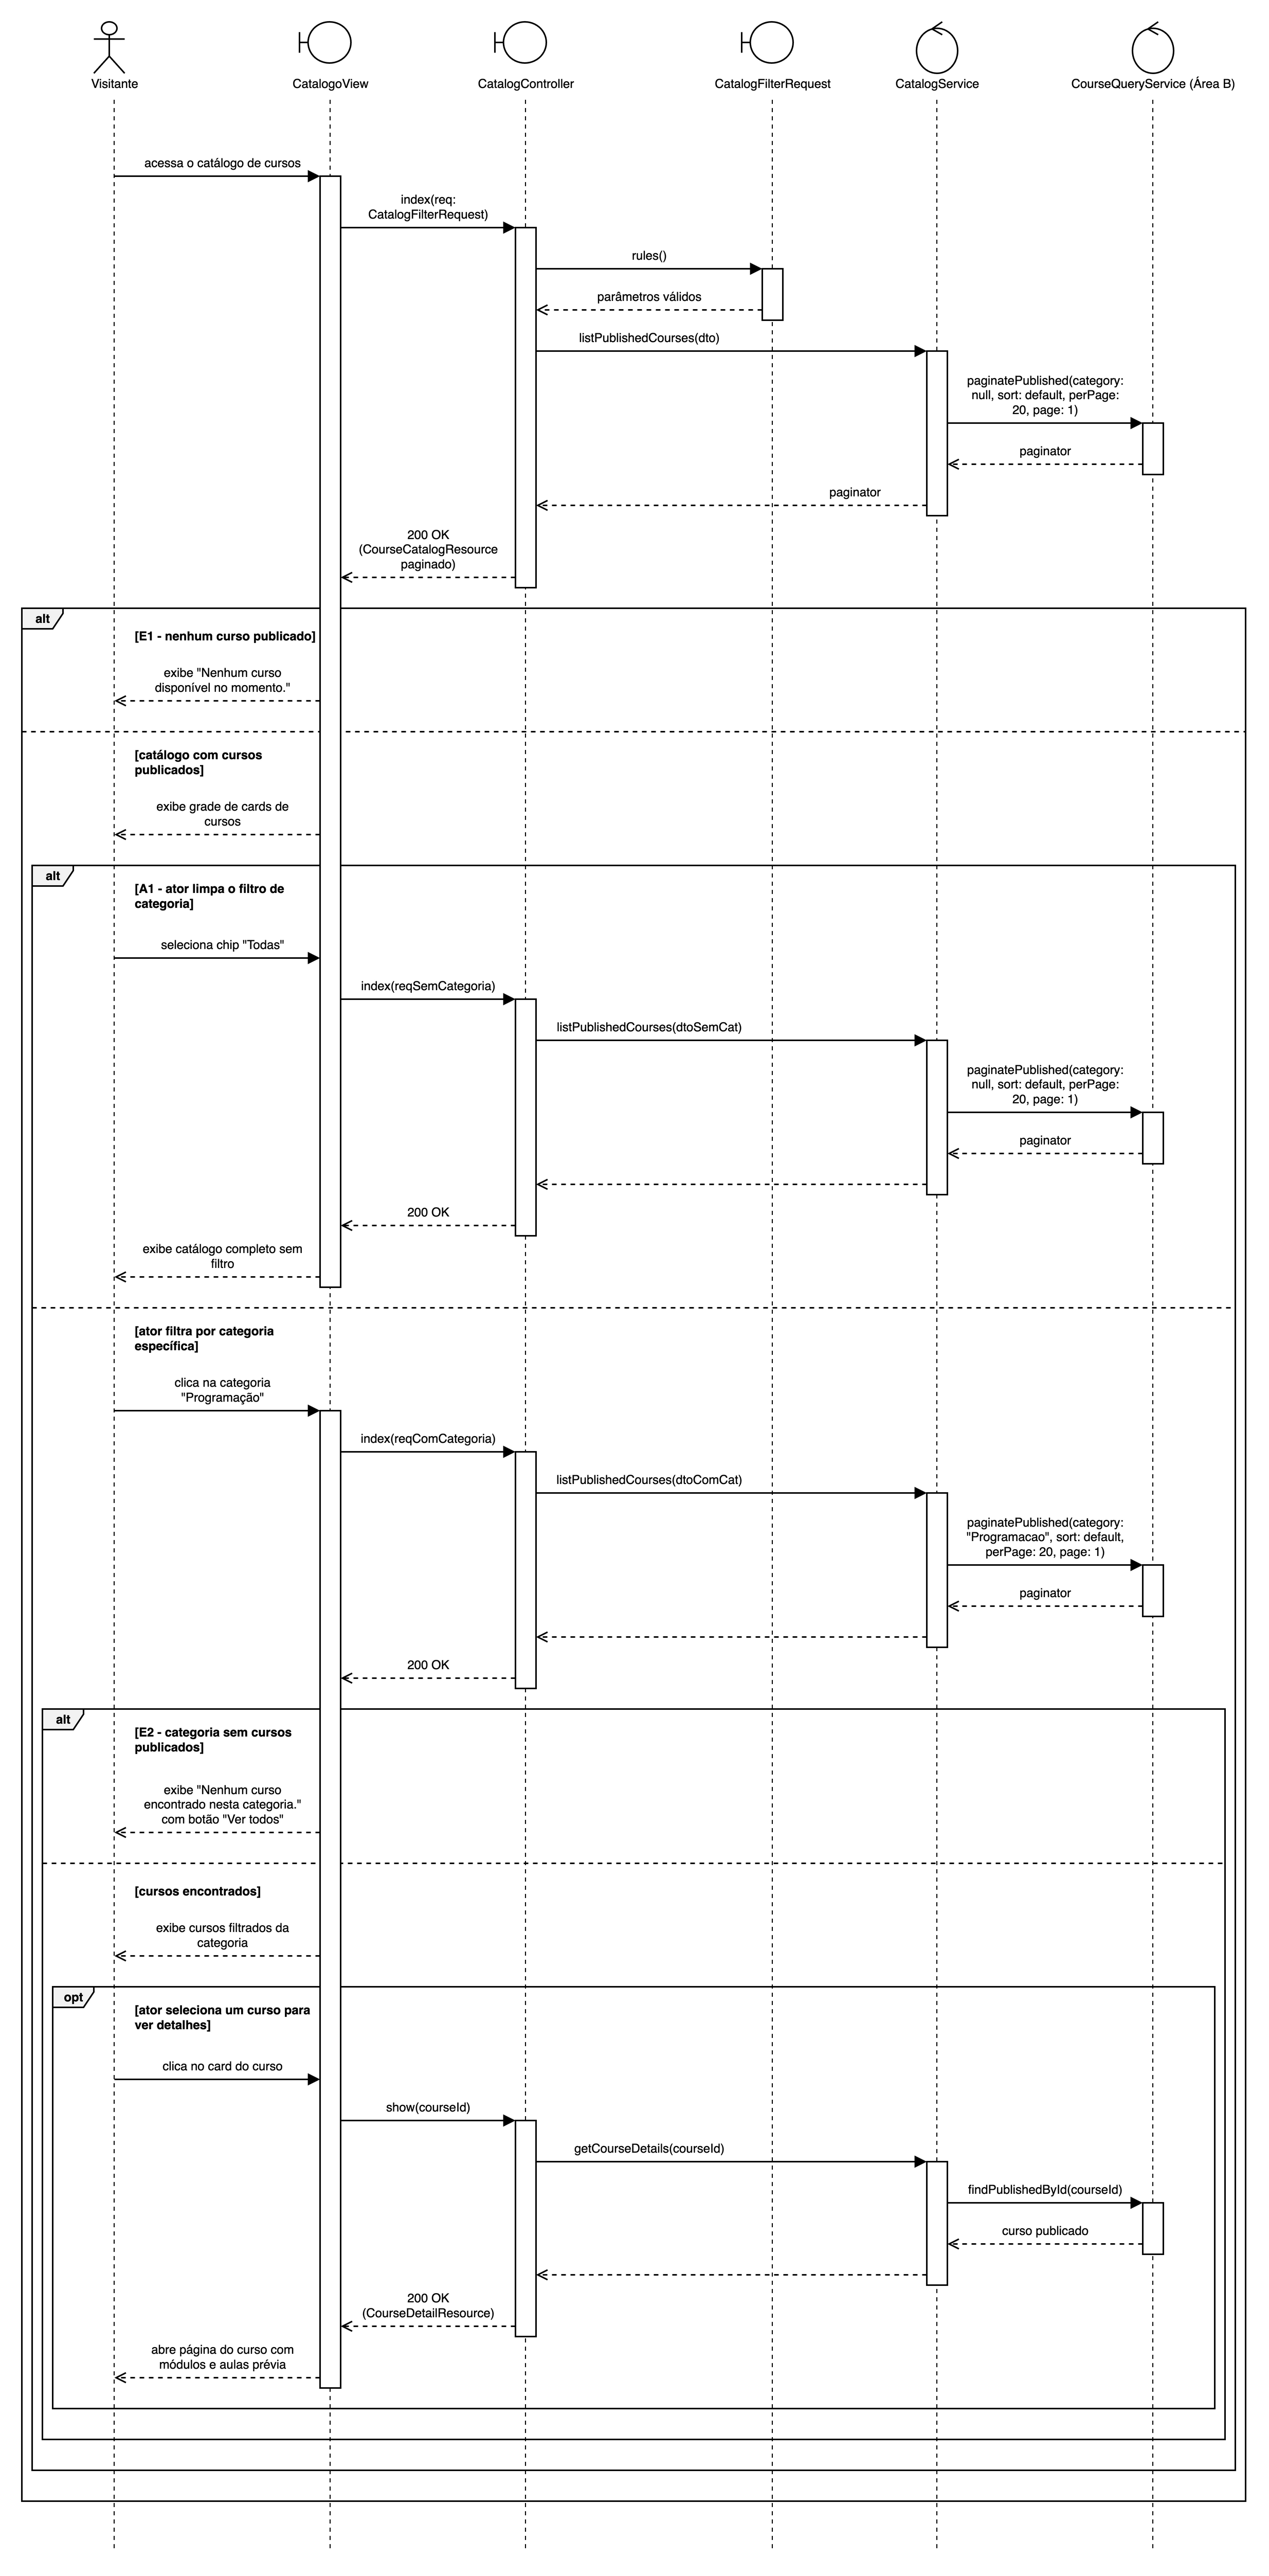 Visitante
CatalogoView
CatalogController
CatalogFilterRequest
CatalogService
CourseQueryService (Área B)
acessa o catálogo de cursos
index(req:
CatalogFilterRequest)
rules()
parâmetros válidos
listPublishedCourses(dto)
paginatePublished(category:
null, sort: default, perPage:
20, page: 1)
paginator
paginator
200 OK
(CourseCatalogResource
paginado)
alt
[E1 - nenhum curso publicado]
exibe "Nenhum curso
disponível no momento."
[catálogo com cursos
publicados]
exibe grade de cards de
cursos
alt
[A1 - ator limpa o filtro de
categoria]
seleciona chip "Todas"
index(reqSemCategoria)
listPublishedCourses(dtoSemCat)
paginatePublished(category:
null, sort: default, perPage:
20, page: 1)
paginator
200 OK
exibe catálogo completo sem
filtro
[ator filtra por categoria
específica]
clica na categoria
"Programação"
index(reqComCategoria)
listPublishedCourses(dtoComCat)
paginatePublished(category:
"Programacao", sort: default,
perPage: 20, page: 1)
paginator
200 OK
alt
[E2 - categoria sem cursos
publicados]
exibe "Nenhum curso
encontrado nesta categoria."
com botão "Ver todos"
[cursos encontrados]
exibe cursos filtrados da
categoria
opt
[ator seleciona um curso para
ver detalhes]
clica no card do curso
show(courseId)
getCourseDetails(courseId)
findPublishedById(courseId)
curso publicado
200 OK
(CourseDetailResource)
abre página do curso com
módulos e aulas prévia